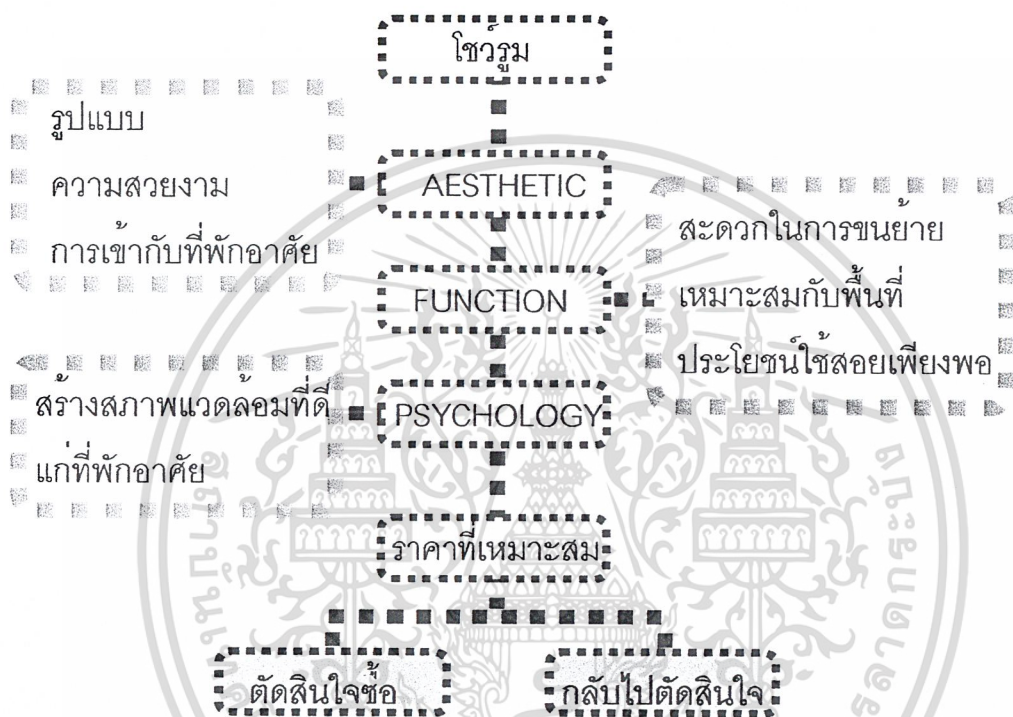 โชว์รูม
รูปแบบ
ความสวยงาม
การเข้ากับที่พักอาศัย
AESTHETIC
FUNCTION
สะดวกในการขนย้าย
เหมาะสมกับพื้นที่
ประโยชน์ใช้สอยเพียงพอ
สร้างสภาพแวดล้อมที่ดี
แก่ที่พักอาศัย
PSYCHOLOGY
ราคาที่เหมาะสม
ตัดสินใจซื้อ
กลับไปตัดสินใจ